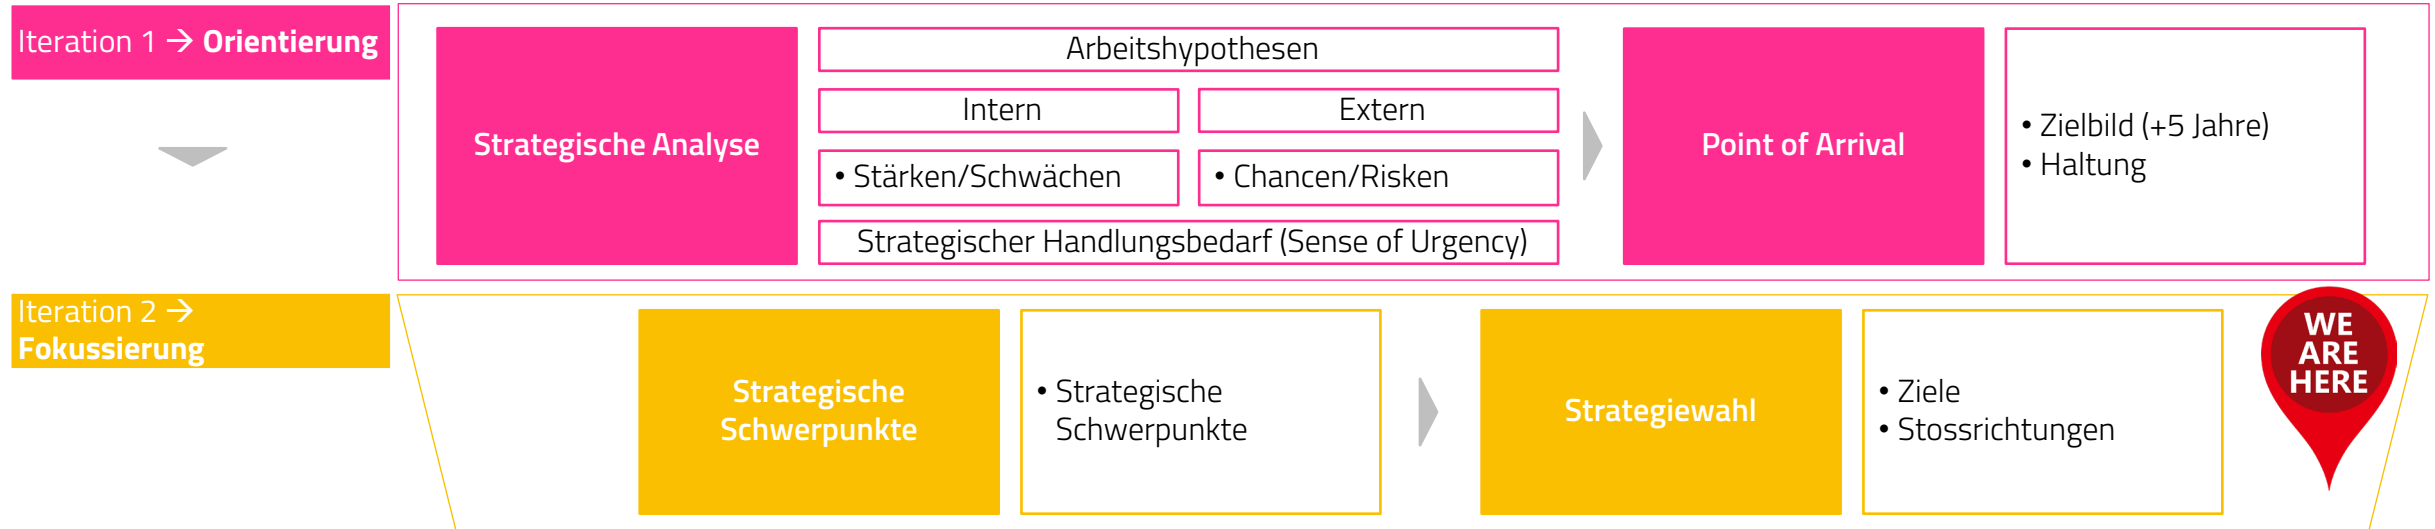 Iteration 1 → Orientierung
Strategische Analyse
Arbeitshypothesen
Intern
Extern
• Stärken/Schwächen
• Chancen/Risken
Strategischer Handlungsbedarf (Sense of Urgency)
Point of Arrival
• Zielbild (+5 Jahre)
• Haltung
Iteration 2 →
Fokussierung
Strategische
Schwerpunkte
• Strategische
Schwerpunkte
Strategiewahl
• Ziele
• Stossrichtungen
WE
ARE
HERE